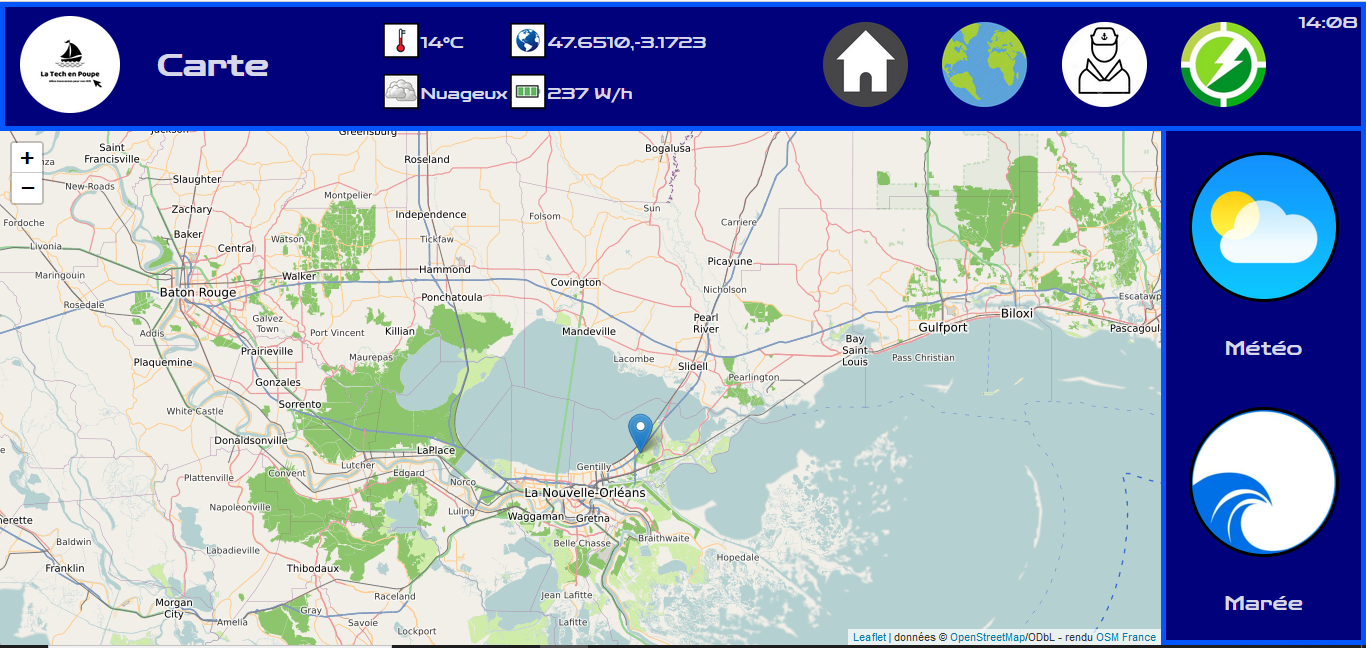 14:08
La Tech en Poupe
Carte
14°C
47.6510,-3.1723
Nuageux
237 W/h
+
−
Greensburg
Saint
Francisville
Roseland
Bogalusa
Slaughter
New-Roads
Montpelier
Zachary
Independence
Folsom
Sun
Fordoche
Carriere
Baker
Watson
Tickfaw
Livonia
Central
Picayune
Maringouin
Walker
Hammond
Covington
Nicholson
Baton Rouge
Ponchatoula
Escatawp
Rosedale
Galvez
Town
Pearl
River
Biloxi
Addis
Port Vincent
Killian
Mandeville
Gulfport
Pascagoul
Prairieville
Bay
Saint
Louis
Plaquemine
Maurepas
Lacombe
Pass Christian
Slidell
Gonzales
Pearlington
White Castle
Sorrento
Donaldsonville
LaPlace
Lutcher
Gentilly
Plattenville
Convent
Edgard
Norco
La Nouvelle-Orléans
Napoleonville
Luling
Waggaman
Gretna
Baldwin
Labadieville
Belle Chasse
Braithwaite
Hopedale
Franklin
Thibodaux
Raceland
Jean Lafitte
Morgan
City
Gray
Amelia
Savoie
Lafitte
Lockport
Météo
Marée
Leaflet | données © OpenStreetMap/ODbL - rendu OSM France